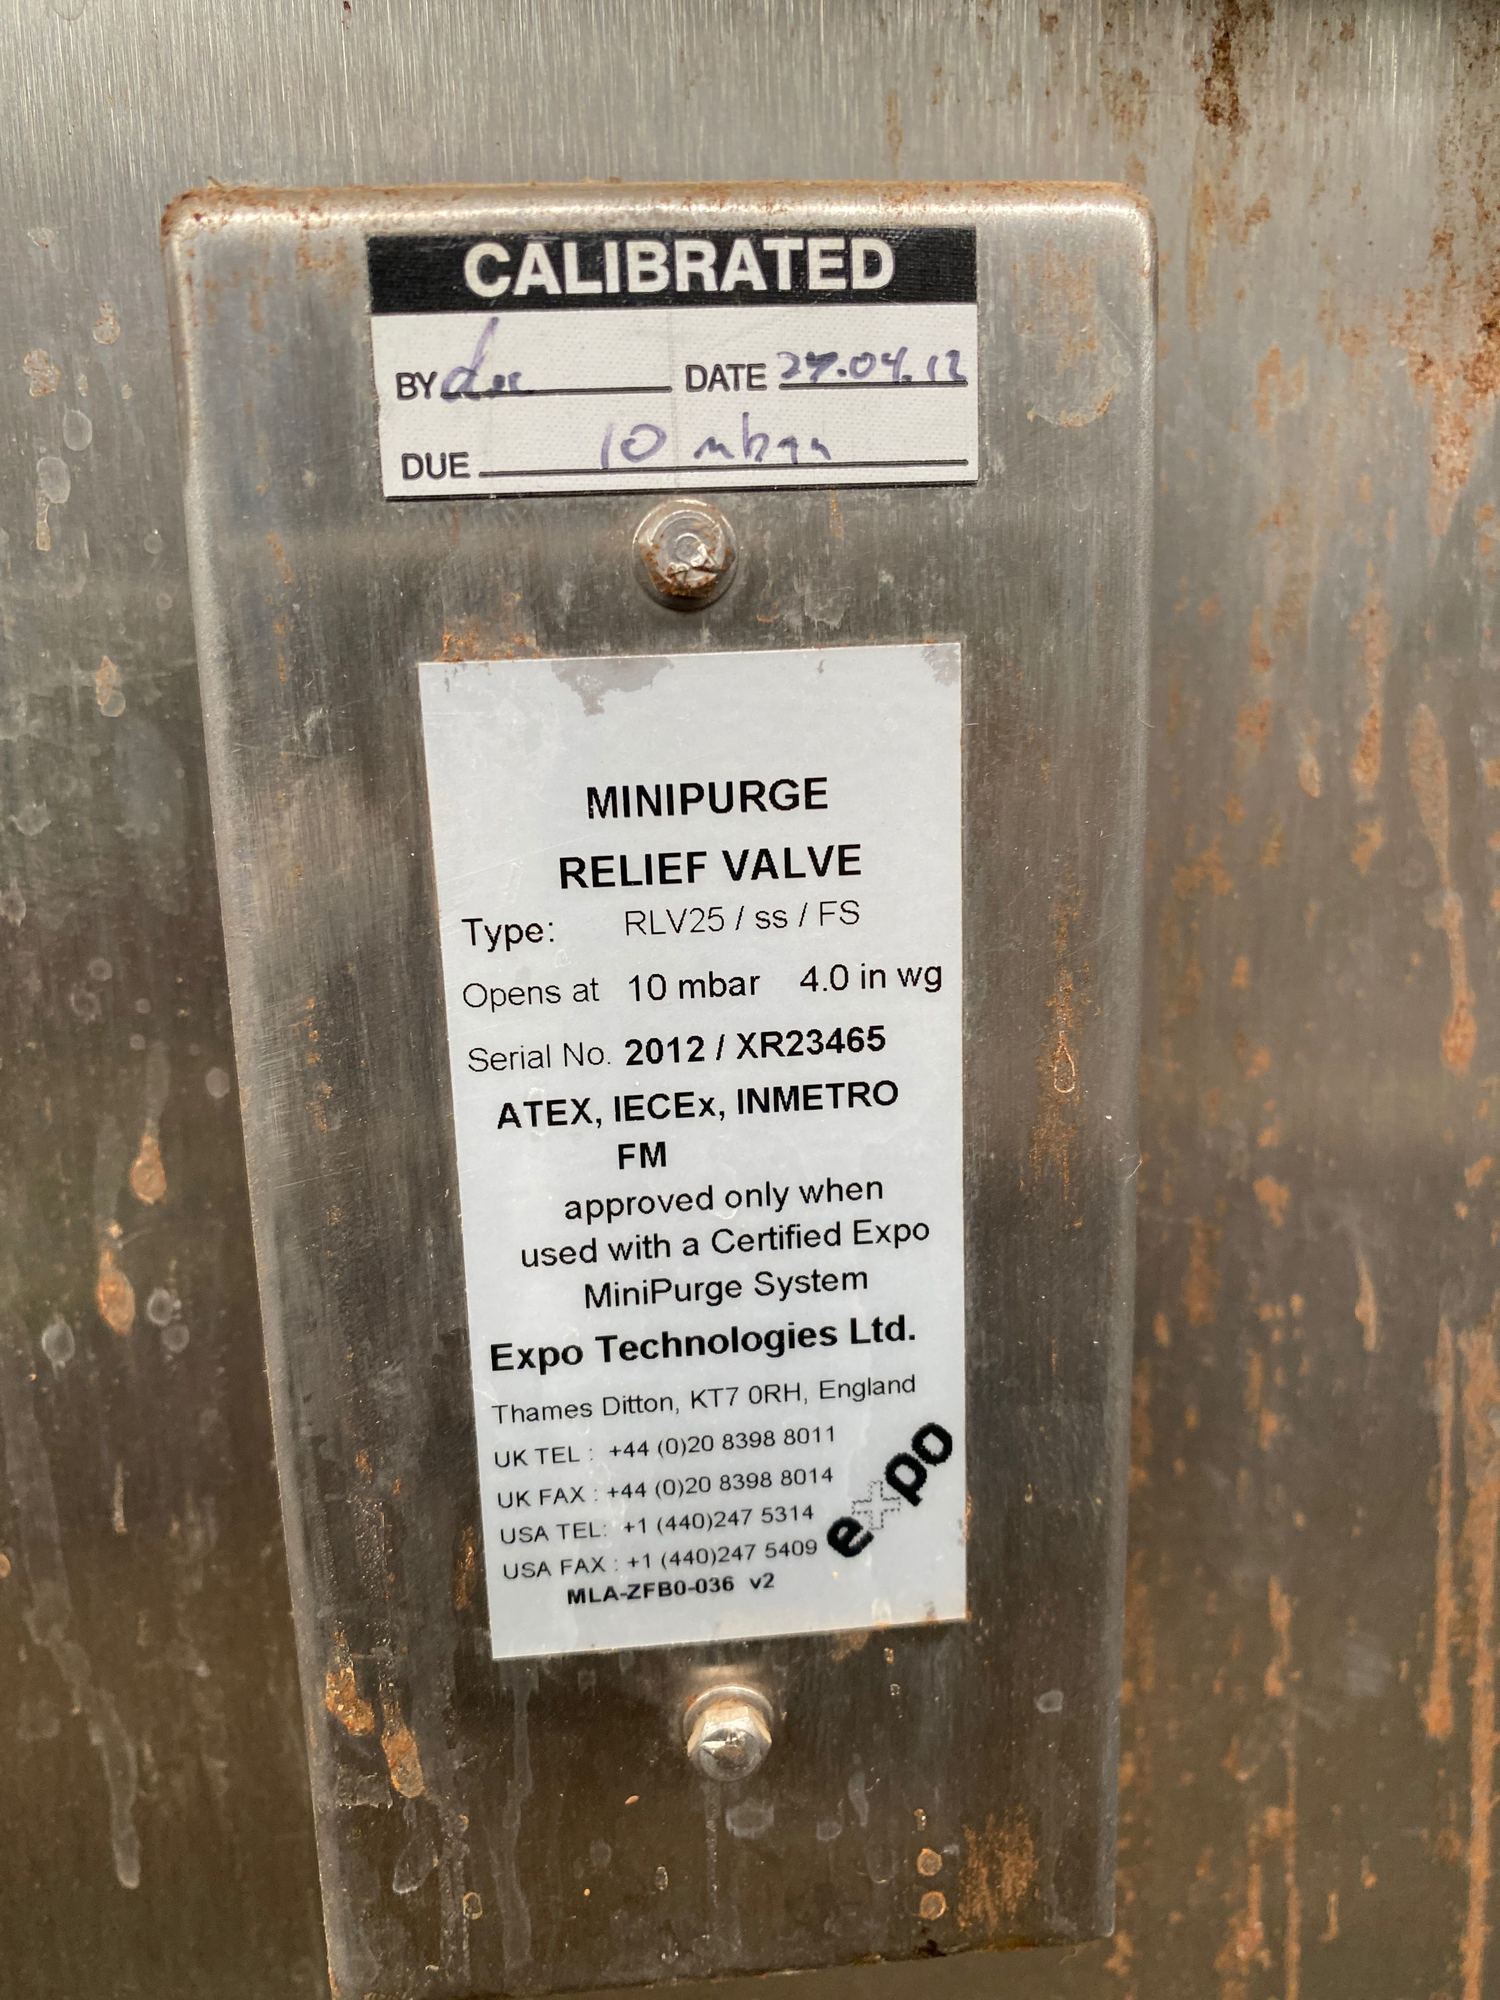 CALIBRATED
BY DATE 27.04.12
DUE 10 mbar
MINIPURGE
RELIEF VALVE
Type: RLV25 / ss / FS
Opens at 10 mbar 4.0 in wg
Serial No. 2012 / XR23465
ATEX, IECEx, INMETRO
FM
approved only when
used with a Certified Expo
MiniPurge System
Expo Technologies Ltd.
Thames Ditton, KT7 0RH, England
UK TEL : +44 (0)20 8398 8011
UK FAX : +44 (0)20 8398 8014
USA TEL: +1 (440)247 5314
USA FAX : +1 (440)247 5409
MLA-ZFB0-036 v2
expo